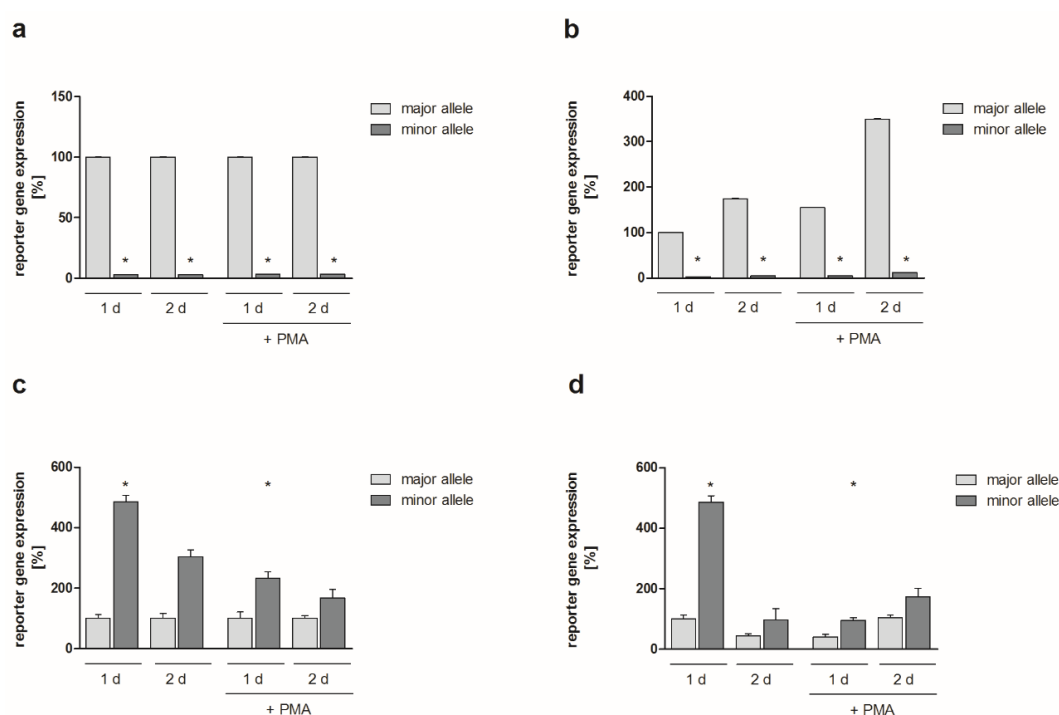 a
reporter gene expression
[%]
150
100
50
0
* * * *
1 d 2 d 1 d 2 d
+ PMA
major allele
minor allele
b
reporter gene expression
[%]
400
300
200
100
0
* * * *
1 d 2 d 1 d 2 d
+ PMA
major allele
minor allele
c
reporter gene expression
[%]
600
400
200
0
* *
1 d 2 d 1 d 2 d
+ PMA
major allele
minor allele
d
reporter gene expression
[%]
600
400
200
0
* *
1 d 2 d 1 d 2 d
+ PMA
major allele
minor allele